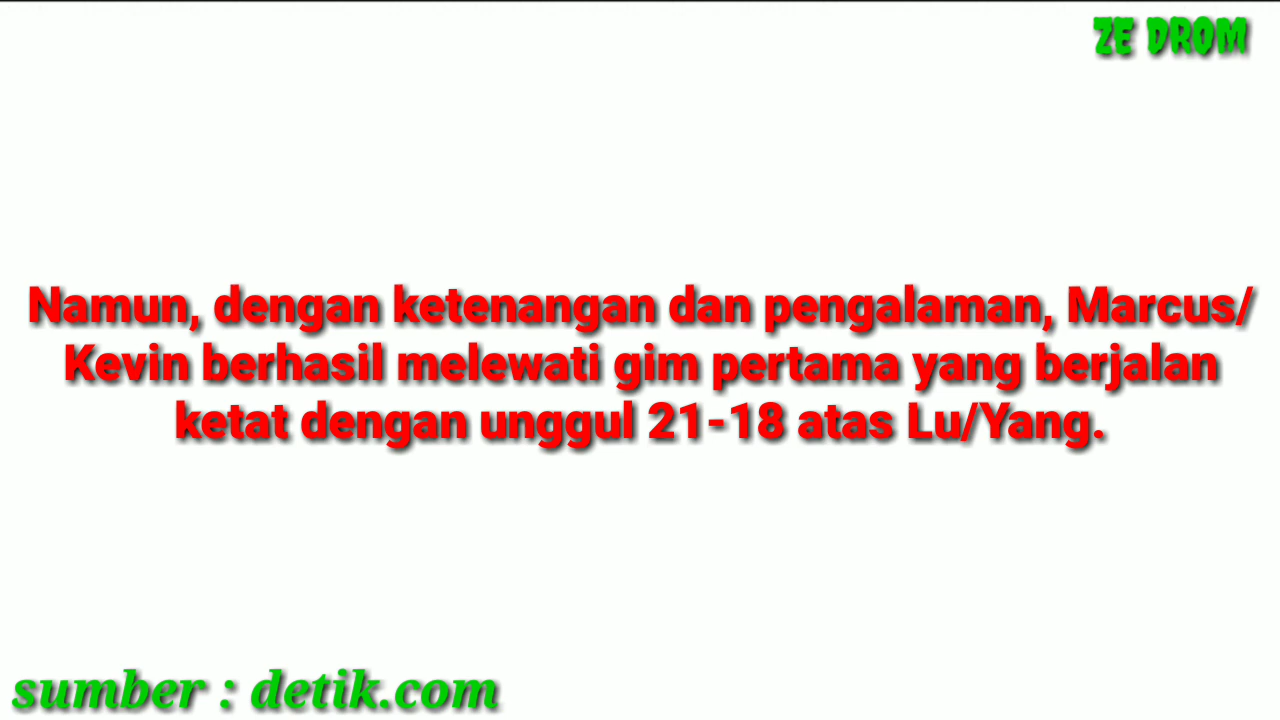 ZE DROM
Namun, dengan ketenangan dan pengalaman, Marcus/
Kevin berhasil melewati gim pertama yang berjalan
ketat dengan unggul 21-18 atas Lu/Yang.
sumber : detik.com